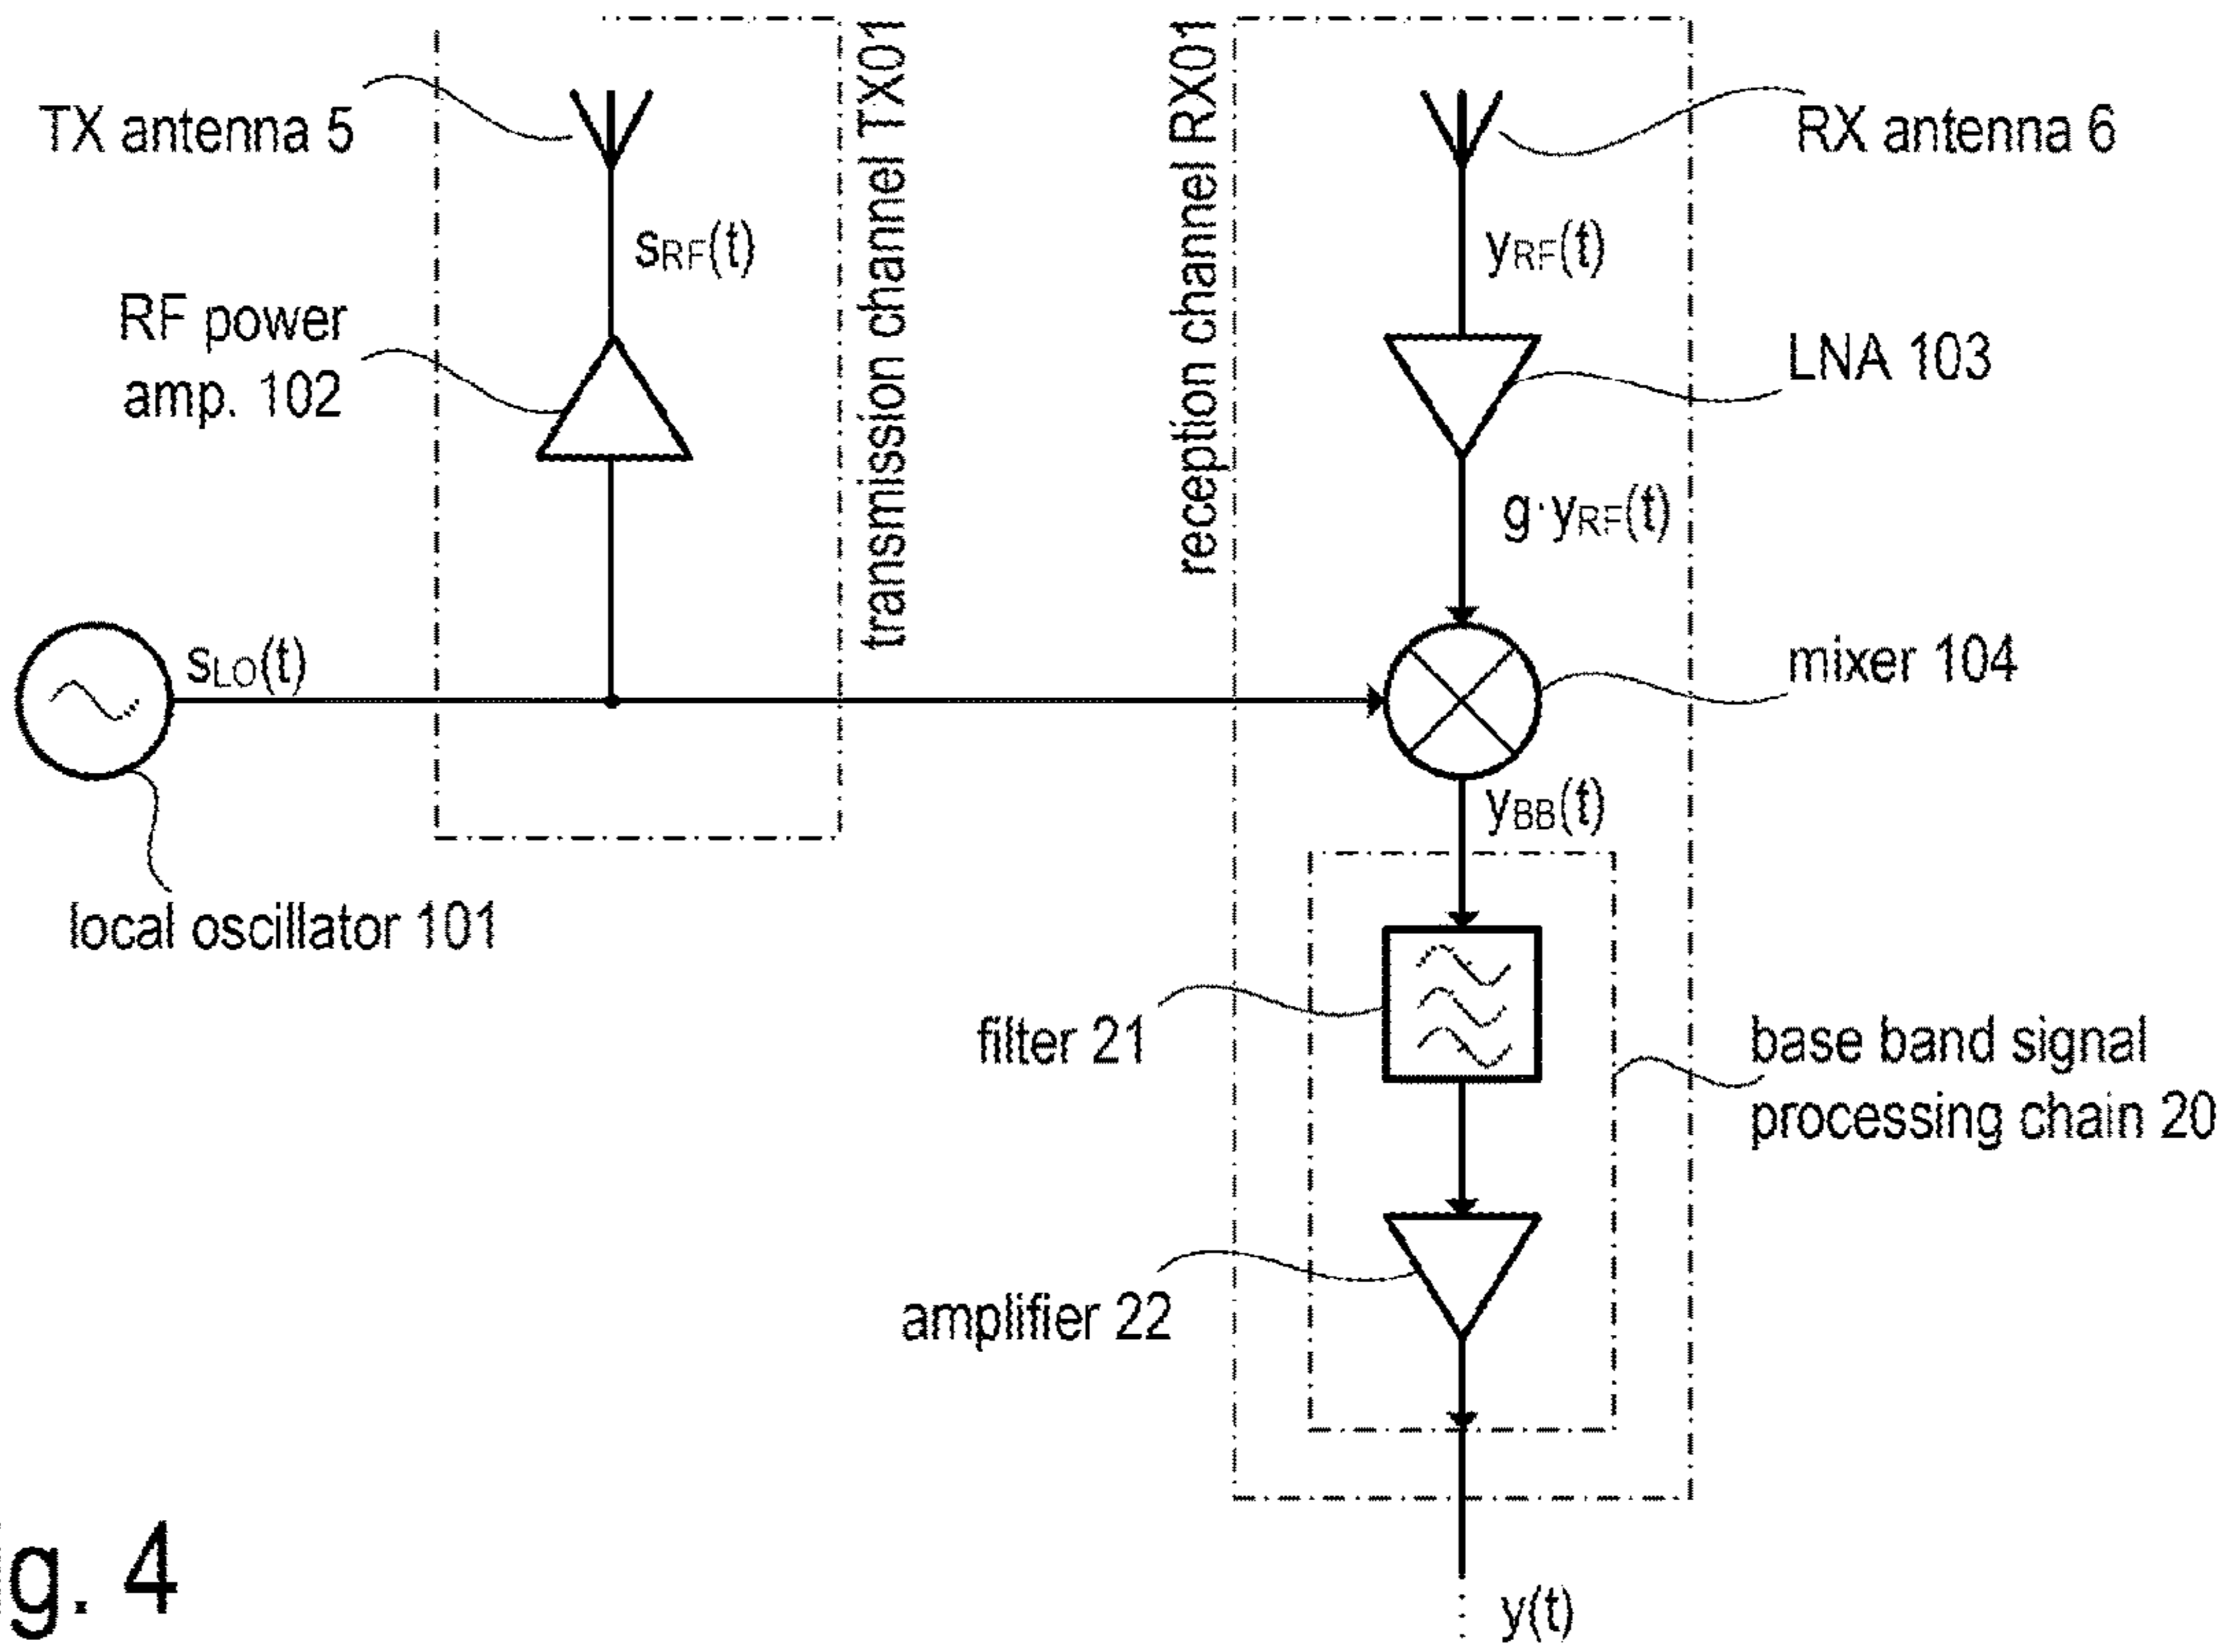 TX antenna 5
transmission channel TX01
reception channel RX01
RX antenna 6
sRF(t)
yRF(t)
RF power
amp. 102
LNA 103
g·yRF(t)
sLO(t)
mixer 104
yBB(t)
local oscillator 101
filter 21
base band signal
processing chain 20
amplifier 22
g. 4
y(t)